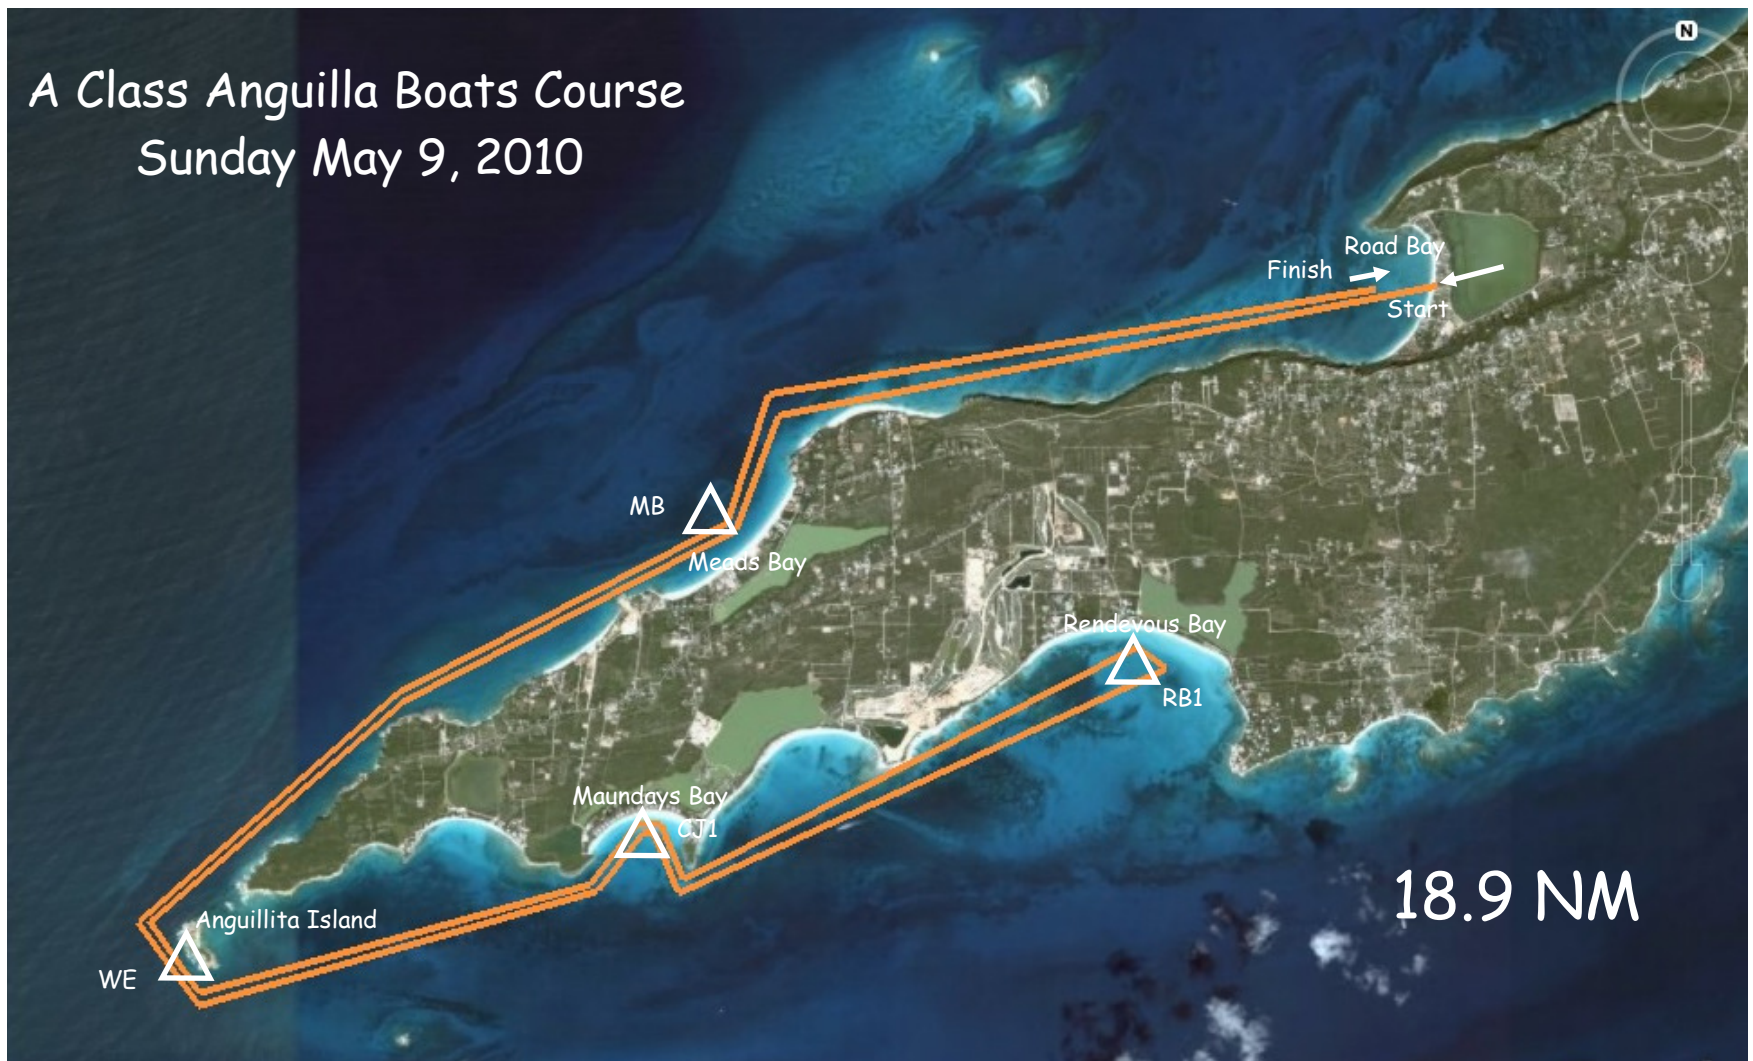 A Class Anguilla Boats Course
Sunday May 9, 2010
N
Road Bay
Finish
Start
MB
Meads Bay
Rendevous Bay
RB1
Maundays Bay
CJ1
18.9 NM
Anguillita Island
WE